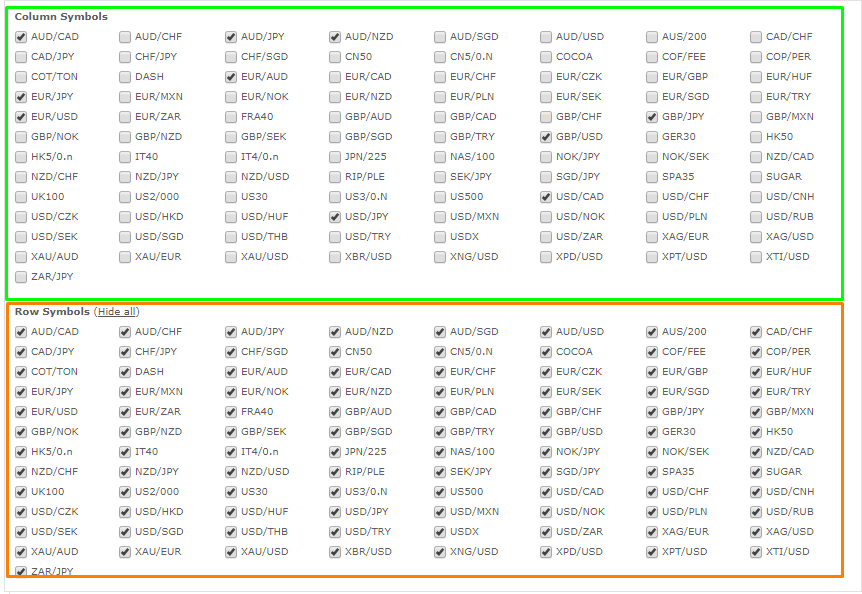 Column Symbols
AUD/CAD AUD/CHF AUD/JPY AUD/NZD AUD/SGD AUD/USD AUS/200 CAD/CHF
CAD/JPY CHF/JPY CHF/SGD CN50 CN5/0.N COCOA COF/FEE COP/PER
COT/TON DASH EUR/AUD EUR/CAD EUR/CHF EUR/CZK EUR/GBP EUR/HUF
EUR/JPY EUR/MXN EUR/NOK EUR/NZD EUR/PLN EUR/SEK EUR/SGD EUR/TRY
EUR/USD EUR/ZAR FRA40 GBP/AUD GBP/CAD GBP/CHF GBP/JPY GBP/MXN
GBP/NOK GBP/NZD GBP/SEK GBP/SGD GBP/TRY GBP/USD GER30 HK50
HK5/0.n IT40 IT4/0.n JPN/225 NAS/100 NOK/JPY NOK/SEK NZD/CAD
NZD/CHF NZD/JPY NZD/USD RIP/PLE SEK/JPY SGD/JPY SPA35 SUGAR
UK100 US2/000 US30 US3/0.N US500 USD/CAD USD/CHF USD/CNH
USD/CZK USD/HKD USD/HUF USD/JPY USD/MXN USD/NOK USD/PLN USD/RUB
USD/SEK USD/SGD USD/THB USD/TRY USDX USD/ZAR XAG/EUR XAG/USD
XAU/AUD XAU/EUR XAU/USD XBR/USD XNG/USD XPD/USD XPT/USD XTI/USD
ZAR/JPY
Row Symbols (Hide all)
AUD/CAD AUD/CHF AUD/JPY AUD/NZD AUD/SGD AUD/USD AUS/200 CAD/CHF
CAD/JPY CHF/JPY CHF/SGD CN50 CN5/0.N COCOA COF/FEE COP/PER
COT/TON DASH EUR/AUD EUR/CAD EUR/CHF EUR/CZK EUR/GBP EUR/HUF
EUR/JPY EUR/MXN EUR/NOK EUR/NZD EUR/PLN EUR/SEK EUR/SGD EUR/TRY
EUR/USD EUR/ZAR FRA40 GBP/AUD GBP/CAD GBP/CHF GBP/JPY GBP/MXN
GBP/NOK GBP/NZD GBP/SEK GBP/SGD GBP/TRY GBP/USD GER30 HK50
HK5/0.n IT40 IT4/0.n JPN/225 NAS/100 NOK/JPY NOK/SEK NZD/CAD
NZD/CHF NZD/JPY NZD/USD RIP/PLE SEK/JPY SGD/JPY SPA35 SUGAR
UK100 US2/000 US30 US3/0.N US500 USD/CAD USD/CHF USD/CNH
USD/CZK USD/HKD USD/HUF USD/JPY USD/MXN USD/NOK USD/PLN USD/RUB
USD/SEK USD/SGD USD/THB USD/TRY USDX USD/ZAR XAG/EUR XAG/USD
XAU/AUD XAU/EUR XAU/USD XBR/USD XNG/USD XPD/USD XPT/USD XTI/USD
ZAR/JPY